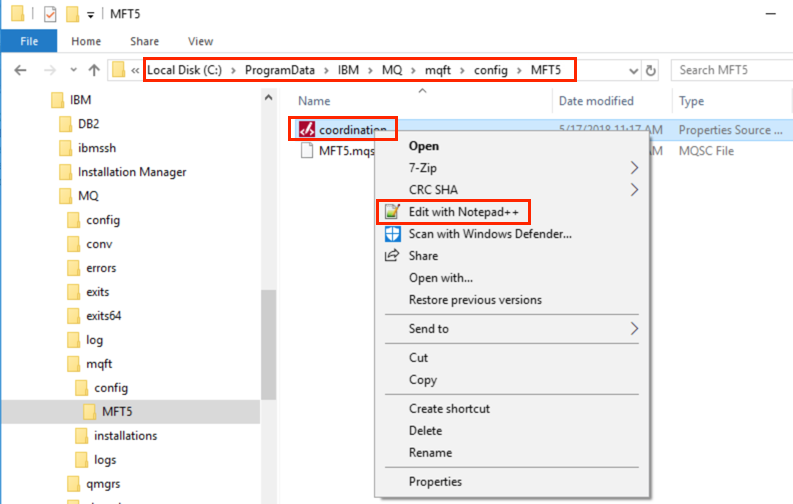 MFT5
File Home Share View
« Local Disk (C:) > ProgramData > IBM > MQ > mqft > config > MFT5
Search MFT5
IBM
DB2
ibmssh
Installation Manager
MQ
config
conv
errors
exits
exits64
log
mqft
config
MFT5
installations
logs
qmgrs
Name Date modified Type
coordination 5/17/2018 11:17 AM Properties Source ...
MFT5.mqs AM MQSC File
Open
7-Zip
CRC SHA
Edit with Notepad++
Scan with Windows Defender...
Share
Open with...
Restore previous versions
Send to
Cut
Copy
Create shortcut
Delete
Rename
Properties